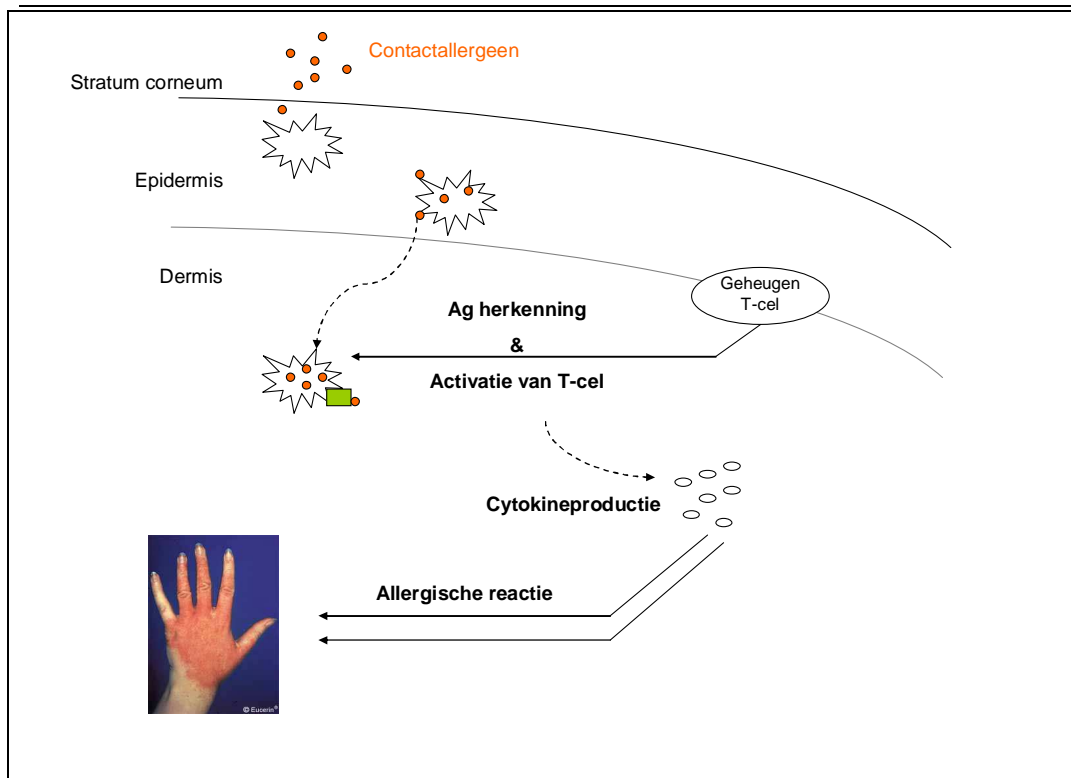 Contactallergeen
Stratum corneum
Epidermis
Dermis
Geheugen
T-cel
Ag herkenning
&
Activatie van T-cel
Cytokineproductie
Allergische reactie
© Eucerin®